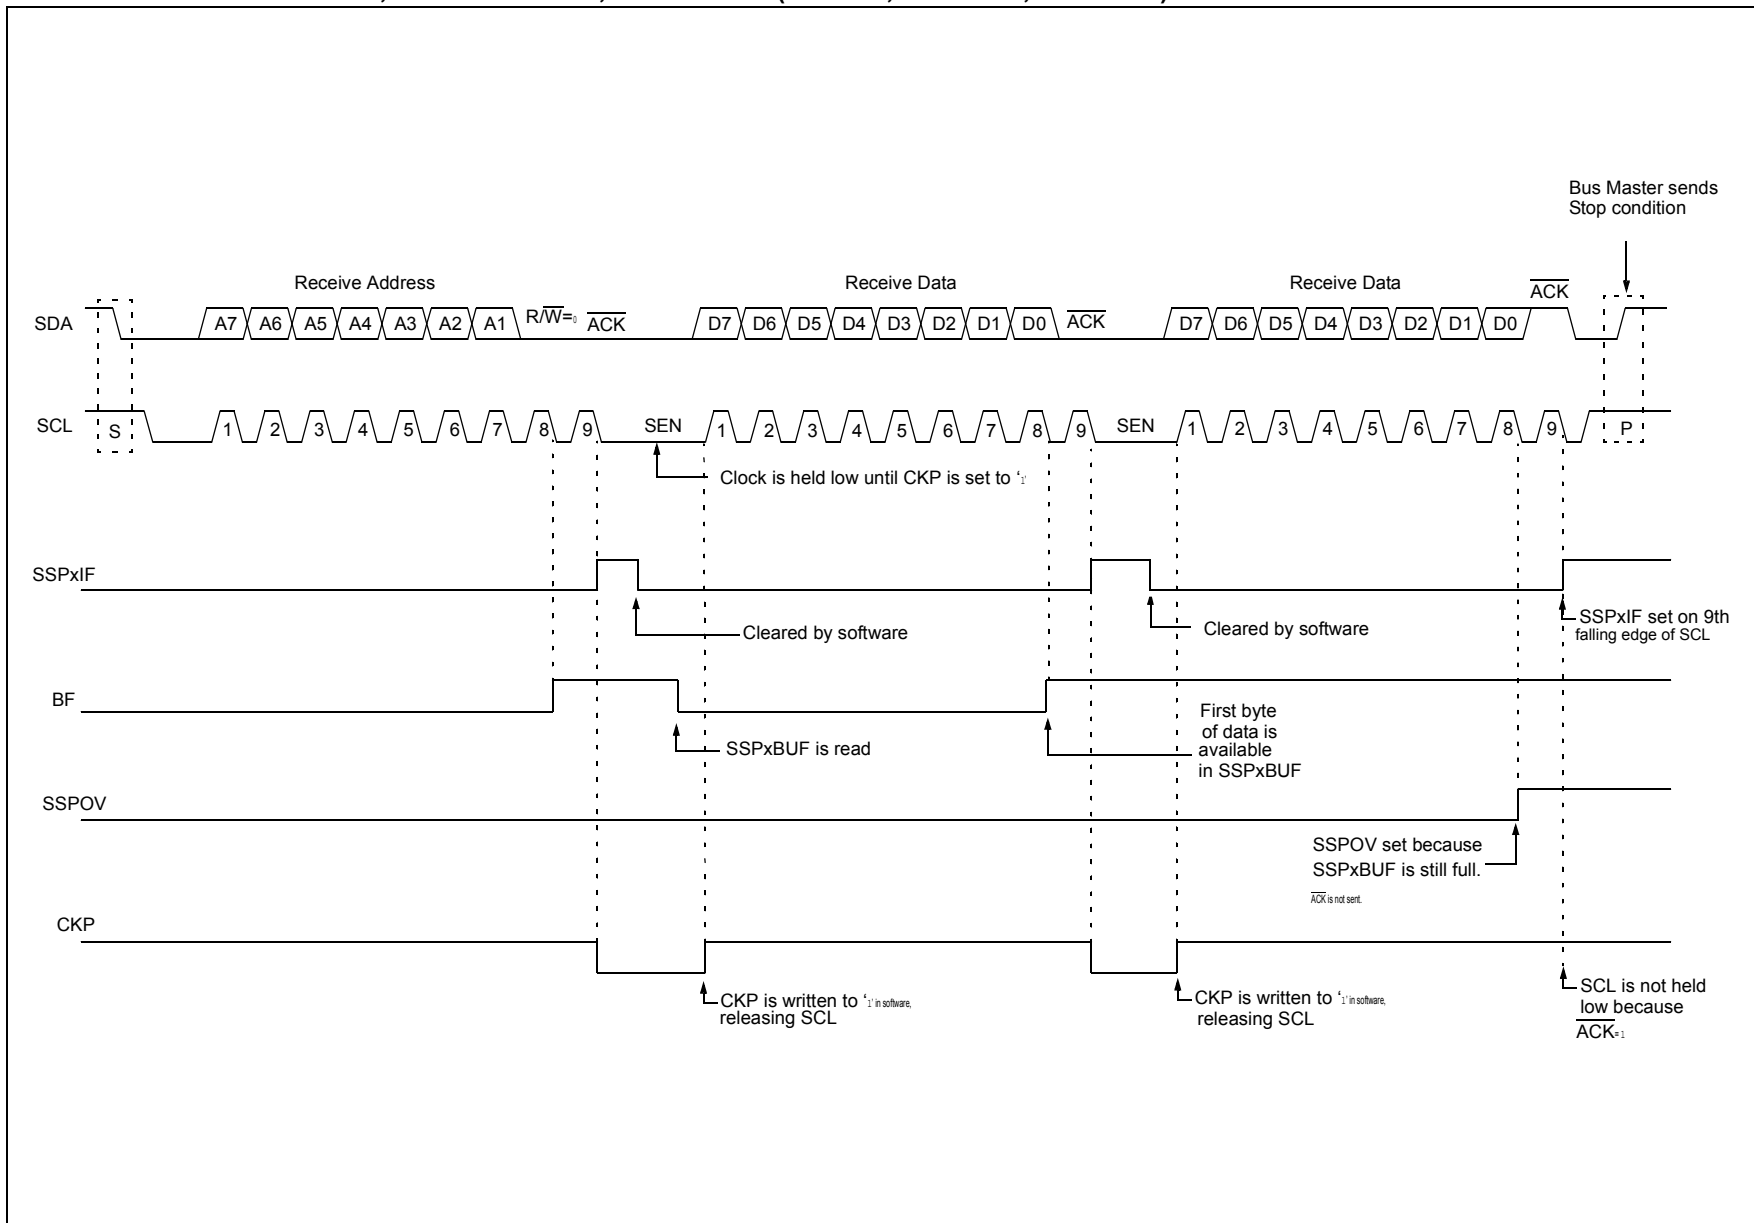 Bus Master sends
Stop condition
Receive Address
Receive Data
Receive Data
ACK
SDA
A7 A6 A5 A4 A3 A2 A1 R/W=0 ACK
D7 D6 D5 D4 D3 D2 D1 D0 ACK
D7 D6 D5 D4 D3 D2 D1 D0
SCL
S 1 2 3 4 5 6 7 8 9 SEN 1 2 3 4 5 6 7 8 9 SEN 1 2 3 4 5 6 7 8 9 P
Clock is held low until CKP is set to ‘1’
SSPxIF
Cleared by software
Cleared by software
SSPxIF set on 9th
falling edge of SCL
BF
SSPxBUF is read
First byte
of data is
available
in SSPxBUF
SSPOV
SSPOV set because
SSPxBUF is still full.
ACK is not sent.
CKP
CKP is written to ‘1’ in software,
releasing SCL
CKP is written to ‘1’ in software,
releasing SCL
SCL is not held
low because
ACK= 1